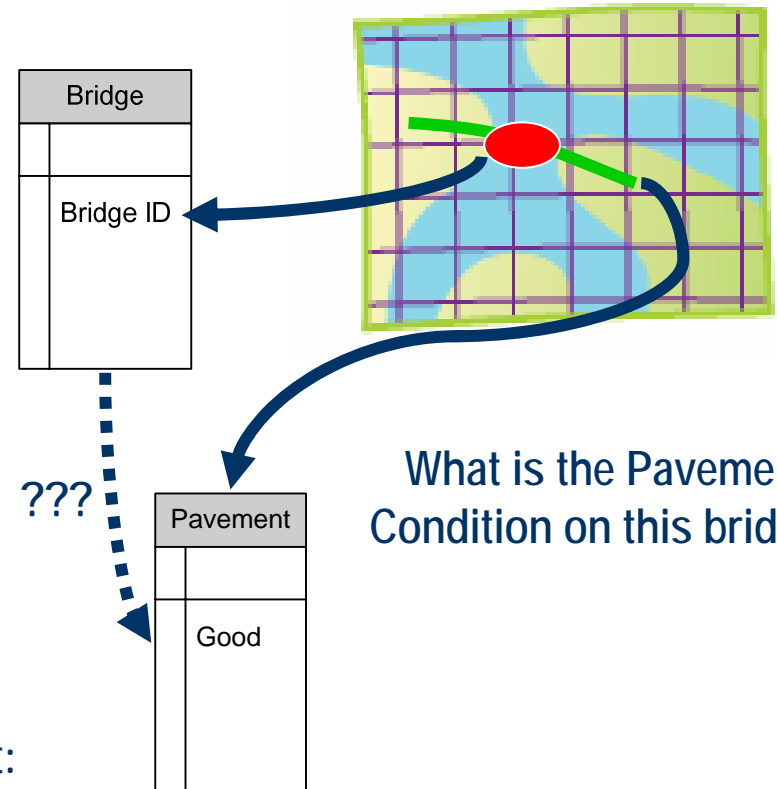 Bridge
Bridge ID
???
What is the Paveme
Condition on this brid
Pavement
Good
t: